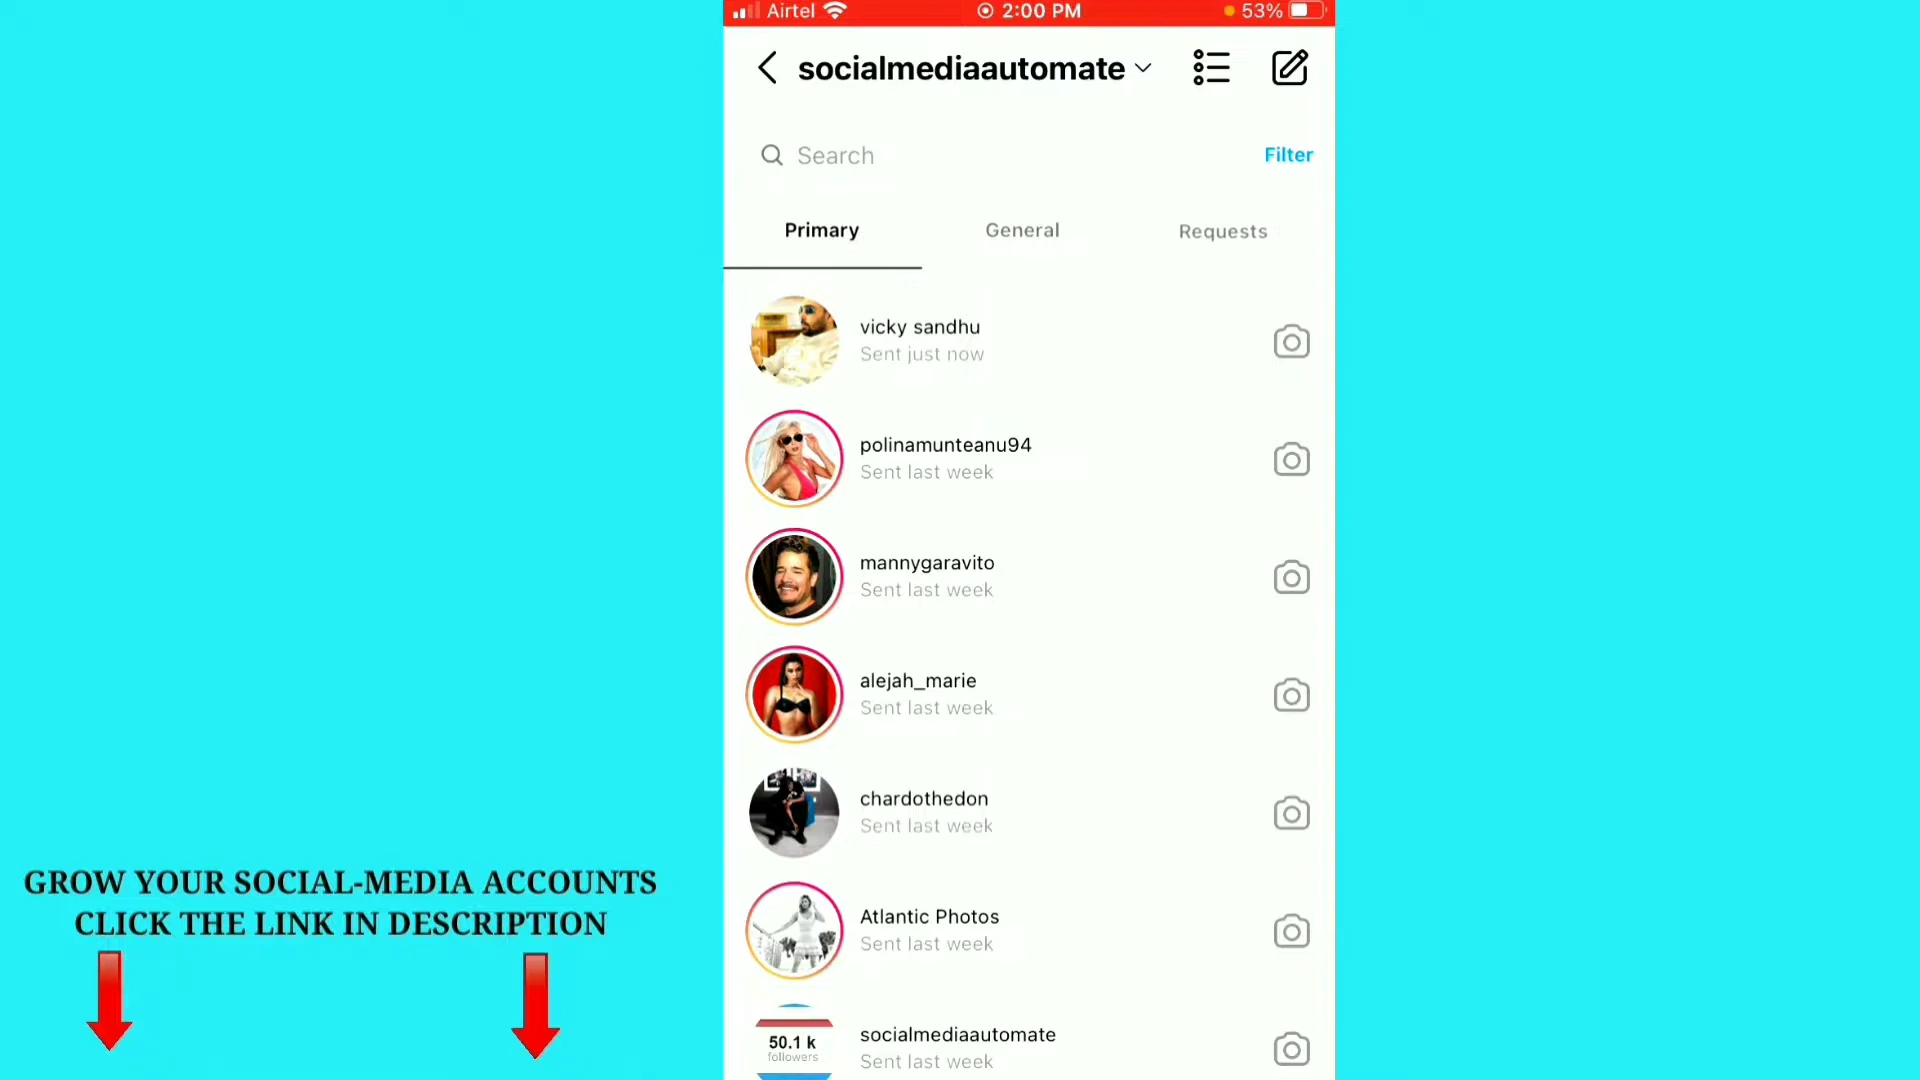 Airtel 2:00 PM 53%
socialmediaautomate
Search Filter
Primary General Requests
vicky sandhu
Sent just now
polinamunteanu94
Sent last week
mannygaravito
Sent last week
alejah_marie
Sent last week
chardothedon
Sent last week
Atlantic Photos
Sent last week
50.1 k
followers
socialmediaautomate
Sent last week
GROW YOUR SOCIAL-MEDIA ACCOUNTS
CLICK THE LINK IN DESCRIPTION